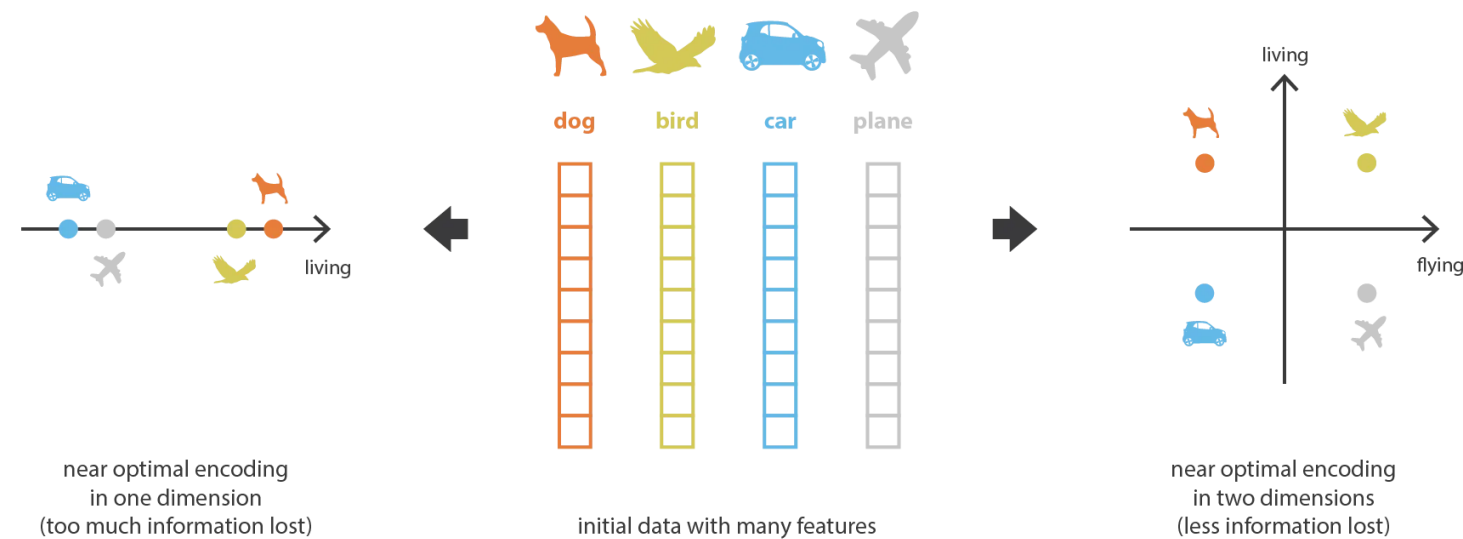 dog
bird
car
plane
living
living
flying
near optimal encoding
in one dimension
(too much information lost)
initial data with many features
near optimal encoding
in two dimensions
(less information lost)